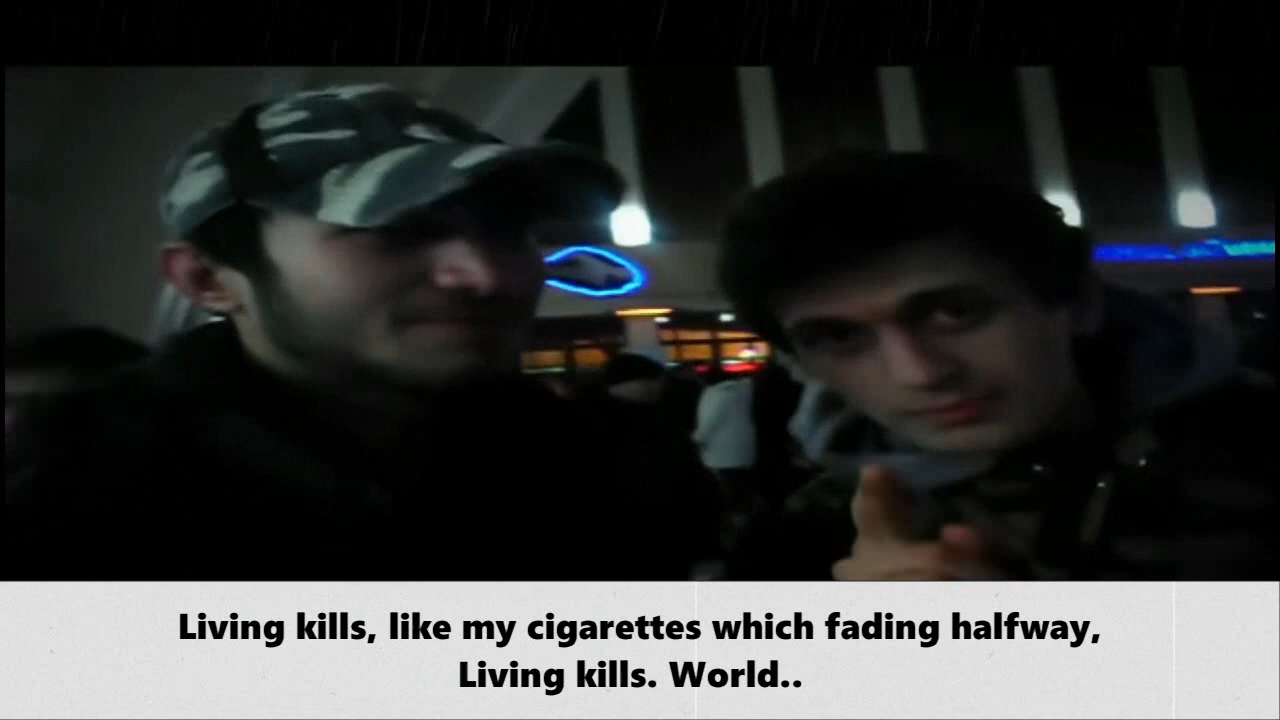 Living kills, like my cigarettes which fading halfway,
Living kills. World..